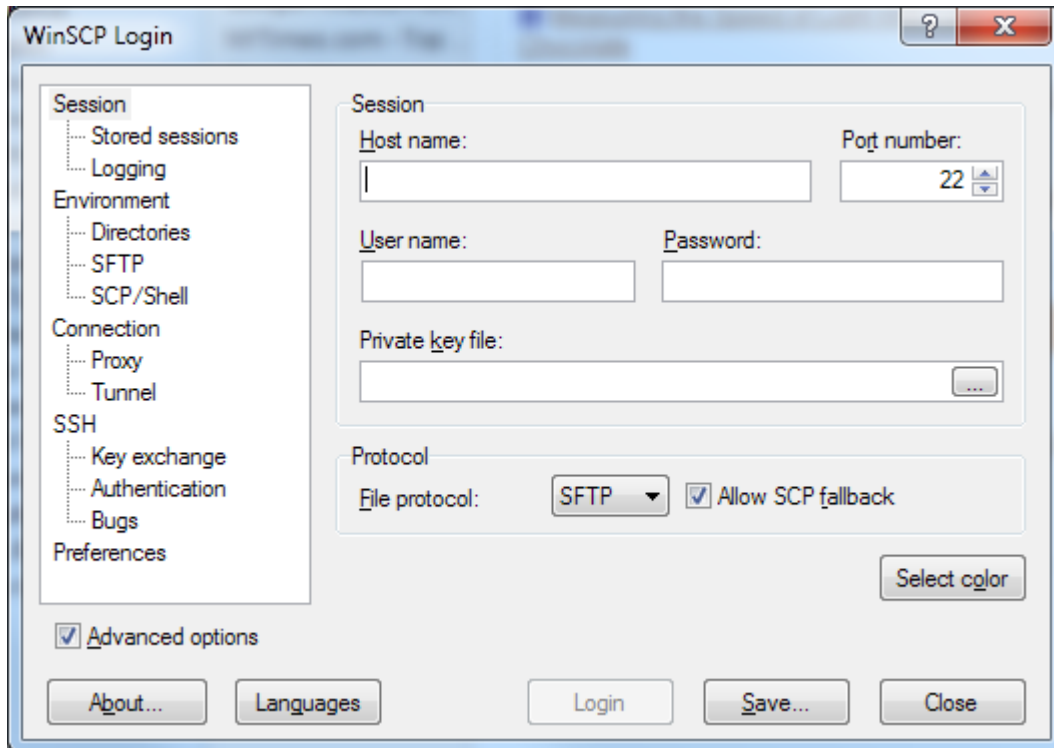 WinSCP Login
Session
Stored sessions
Logging
Environment
Directories
SFTP
SCP/Shell
Connection
Proxy
Tunnel
SSH
Key exchange
Authentication
Bugs
Preferences
Advanced options
Session
Host name:
Port number:
22
User name:
Password:
Private key file:
...
Protocol
File protocol:
SFTP
Allow SCP fallback
Select color
About...
Languages
Login
Save...
Close